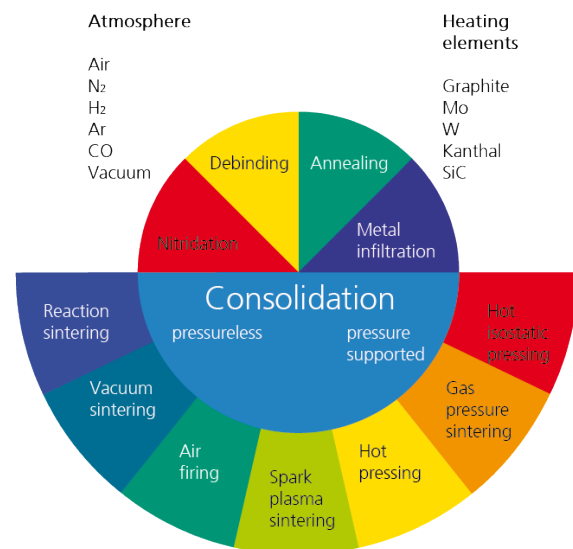 Atmosphere
Air
N₂
H₂
Ar
CO
Vacuum
Heating
elements
Graphite
Mo
W
Kanthal
SiC
Debinding
Annealing
Nitridation
Metal
infiltration
Consolidation
pressureless
pressure
supported
Reaction
sintering
Vacuum
sintering
Air
firing
Spark
plasma
sintering
Hot
pressing
Gas
pressure
sintering
Hot
isostatic
pressing